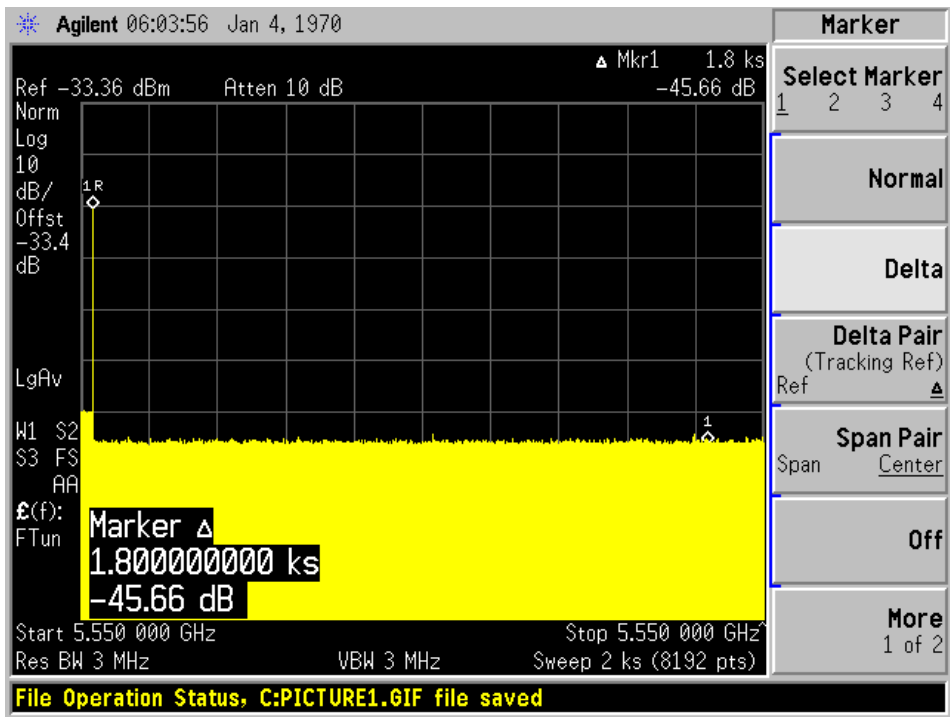 Agilent 06:03:56 Jan 4, 1970
Marker
Δ Mkr1 1.8 ks
Ref −33.36 dBm Atten 10 dB −45.66 dB
Select Marker
1 2 3 4
Norm
Log
10
dB/
Offst
−33.4
dB
1R
Normal
Delta
Delta Pair
(Tracking Ref)
Ref Δ
LgAv
1
W1 S2
S3 FS
AA
Span Pair
Span Center
£(f):
FTun
Marker Δ
1.800000000 ks
−45.66 dB
Off
Start 5.550 000 GHz Stop 5.550 000 GHz^
Res BW 3 MHz VBW 3 MHz Sweep 2 ks (8192 pts)
More
1 of 2
File Operation Status, C:PICTURE1.GIF file saved